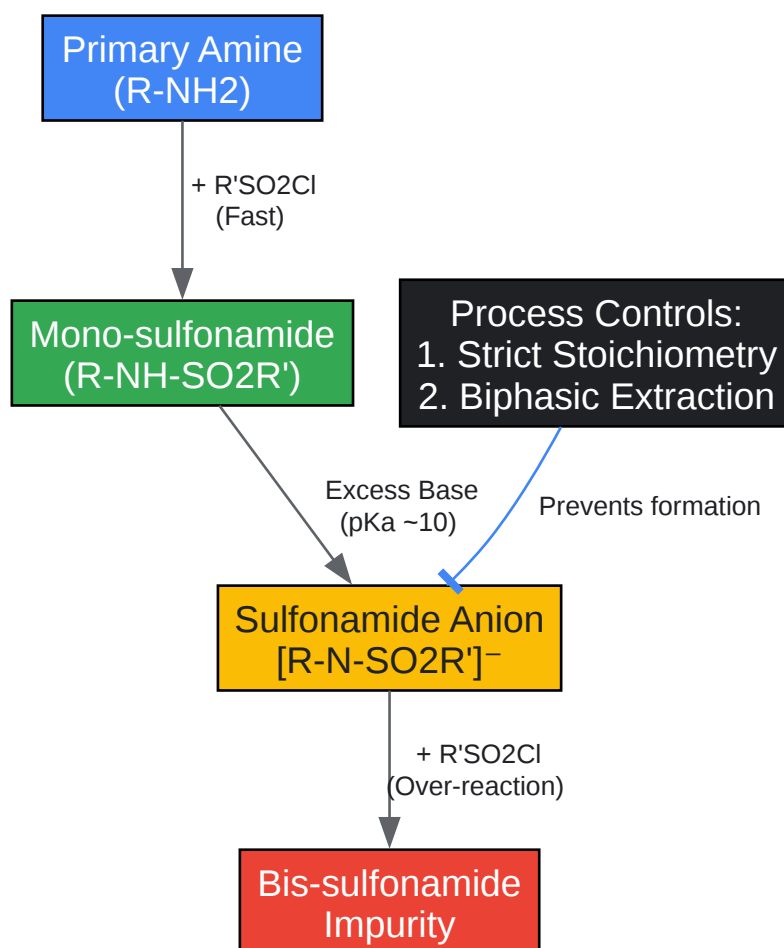 Primary Amine
(R-NH2)
+ R'SO2Cl
(Fast)
Mono-sulfonamide
(R-NH-SO2R')
Process Controls:
1. Strict Stoichiometry
2. Biphasic Extraction
Excess Base
(pKa ~10)
Prevents formation
Sulfonamide Anion
[R-N-SO2R']⁻
+ R'SO2Cl
(Over-reaction)
Bis-sulfonamide
Impurity